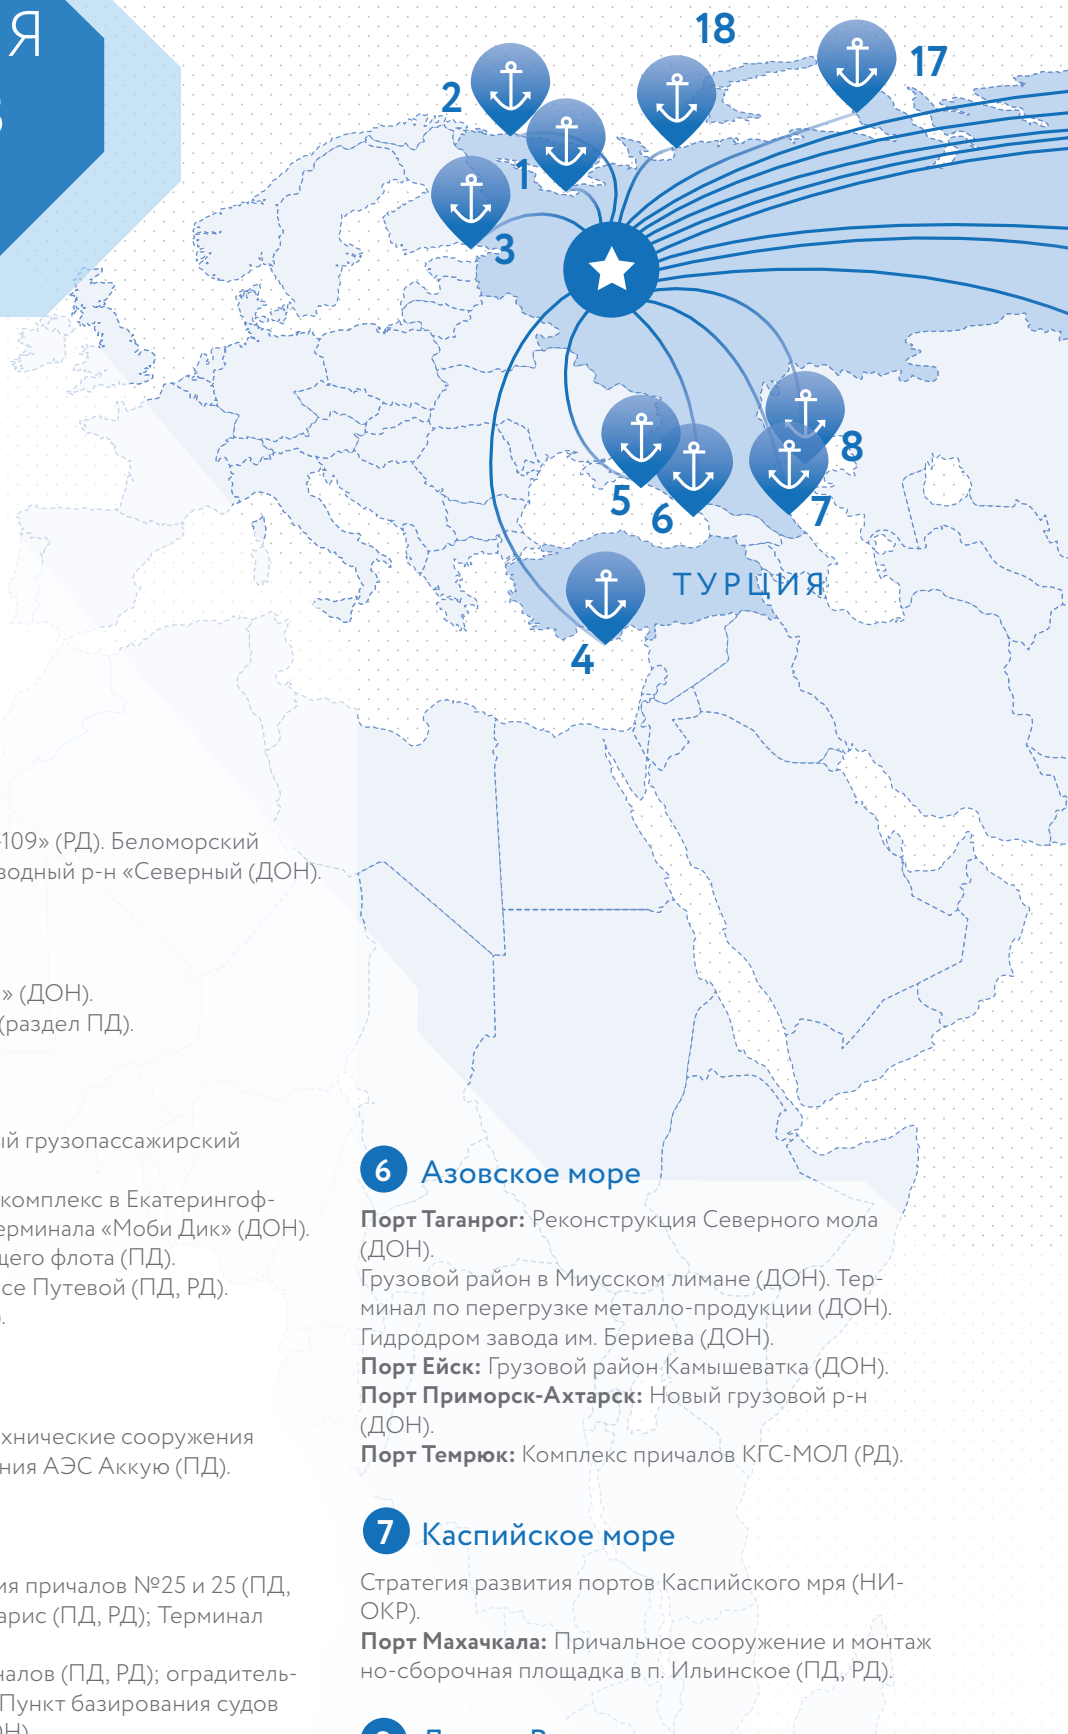 Я
18
17
2
1
3
8
5
6
7
ТУРЦИЯ
4
109» (РД). Беломорский
водный р-н «Северный (ДОН).
» (ДОН).
(раздел ПД).
ый грузопассажирский
комплекс в Екатерингоф-
ерминала «Моби Дик» (ДОН).
щего флота (ПД).
се Путевой (ПД, РД).
).
хнические сооружения
ния АЭС Аккую (ПД).
ия причалов №25 и 25 (ПД,
арис (ПД, РД); Терминал
налов (ПД, РД); оградитель-
Пункт базирования судов
6 Азовское море
Порт Таганрог: Реконструкция Северного мола
(ДОН).
Грузовой район в Миусском лимане (ДОН). Тер-
минал по перегрузке металло-продукции (ДОН).
Гидродром завода им. Бериева (ДОН).
Порт Ейск: Грузовой район Камышеватка (ДОН).
Порт Приморск-Ахтарск: Новый грузовой р-н
(ДОН).
Порт Темрюк: Комплекс причалов КГС-МОЛ (РД).
7 Каспийское море
Стратегия развития портов Каспийского мря (НИ-
ОКР).
Порт Махачкала: Причальное сооружение и монтаж
но-сборочная площадка в п. Ильинское (ПД, РД).